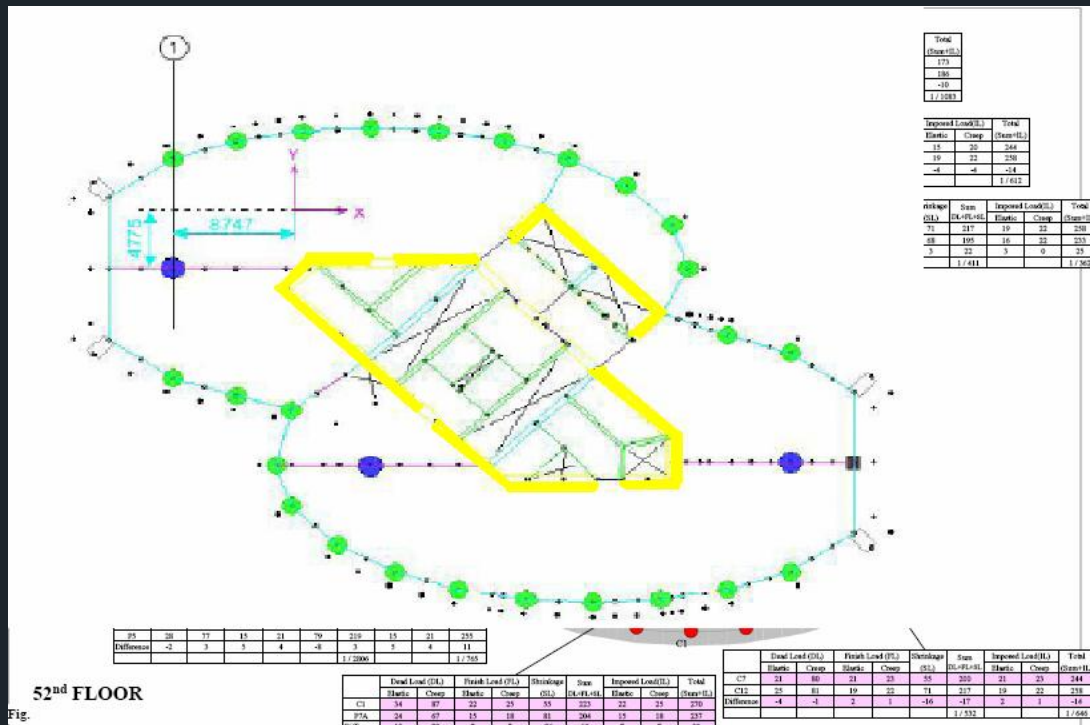 1
Total
(Sum+IL)
173
186
-10
1 / 1083
Imposed Load(IL) Total
Elastic Creep (Sum+IL)
15 20 244
19 22 258
-4 -4 -14
1 / 612
Y
X
8747
4775
rinkage Sum Imposed Load(IL) Total
(SL) DL+FL+SL Elastic Creep (Sum+IL)
71 217 19 22 258
68 195 16 22 233
3 22 3 0 25
1 / 411 1 / 362
P5 28 77 15 21 79 219 15 21 255
Difference -2 3 5 4 -8 3 5 4 11
1 / 2006 1 / 765
C1
Dead Load (DL) Finish Load (FL) Shrinkage Sum Imposed Load(IL) Total
Elastic Creep Elastic Creep (SL) DL+FL+SL Elastic Creep (Sum+IL)
C7 21 80 21 23 55 200 21 23 244
C12 25 81 19 22 71 217 19 22 258
Difference -4 -1 2 1 -16 -17 2 1
1 / 532 1 / 646
Dead Load (DL) Finish Load (FL) Shrinkage Sum Imposed Load(IL) Total
Elastic Creep Elastic Creep (SL) DL+FL+SL Elastic Creep (Sum+IL)
C1 34 87 22 25 55 223 22 25 270
P7A 24 67 15 18 81 204 15 18 237
52nd FLOOR
Fig.